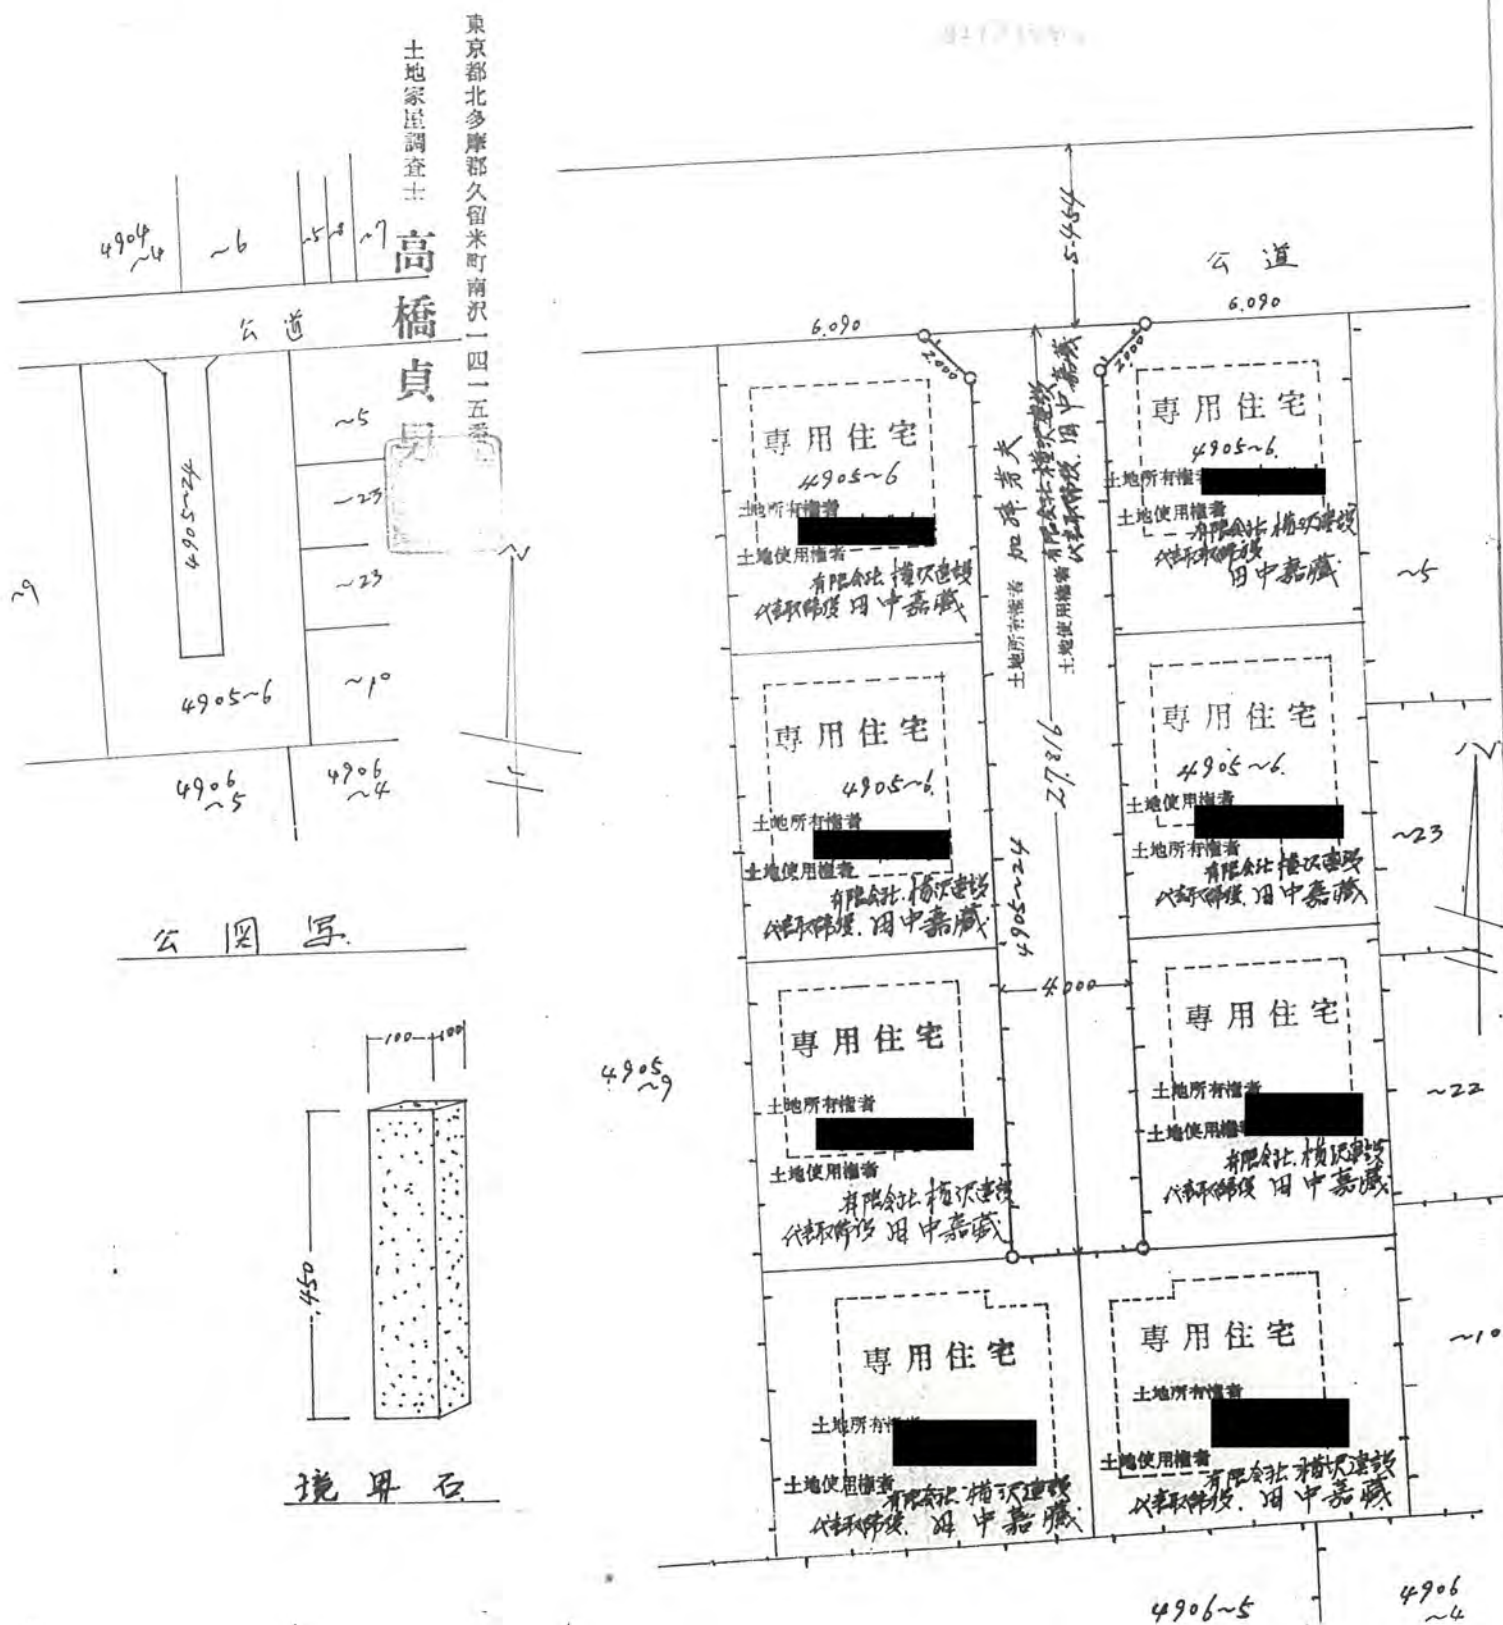 東京都北多摩郡久留米町南沢一四一五番
土地家屋調査士 高橋貞男
4904
~4
~6
~5
~8
~7
公道
~5
4905~24
~23
~23
~9
~10
4905~6
4906
~5
4906
~4
N
公図写
100
100
450
境界石
公道
5.454
6.090
6.090
2.000
2.000
専用住宅
4905~6
土地所有権者
土地使用権者
有限会社 横沢建設
代表取締役 田中嘉蔵
専用住宅
4905~6.
土地所有権者
土地使用権者
有限会社 横沢建設
代表取締役. 田中嘉蔵
専用住宅
土地所有権者
土地使用権者
有限会社 横沢建設
代表取締役 田中嘉蔵
専用住宅
土地所有権者
土地使用権者
有限会社 横沢建設
代表取締役. 田中嘉蔵
土地所有権者
土地使用権者 有限会社 横沢建設
代表取締役. 田中嘉蔵
27.816
4905~24
4.000
専用住宅
4905~6.
土地所有権者
土地使用権者
有限会社 横沢建設
代表取締役
田中嘉蔵
専用住宅
4905~6.
土地使用権者
土地所有権者
有限会社 横沢建設
代表取締役. 田中嘉蔵
専用住宅
土地所有権者
土地使用権者
有限会社. 横沢建設
代表取締役 田中嘉蔵
専用住宅
土地所有権者
土地使用権者
有限会社 横沢建設
代表取締役. 田中嘉蔵
~5
~23
~22
~10
N
4905
~9
4906~5
4906
~4